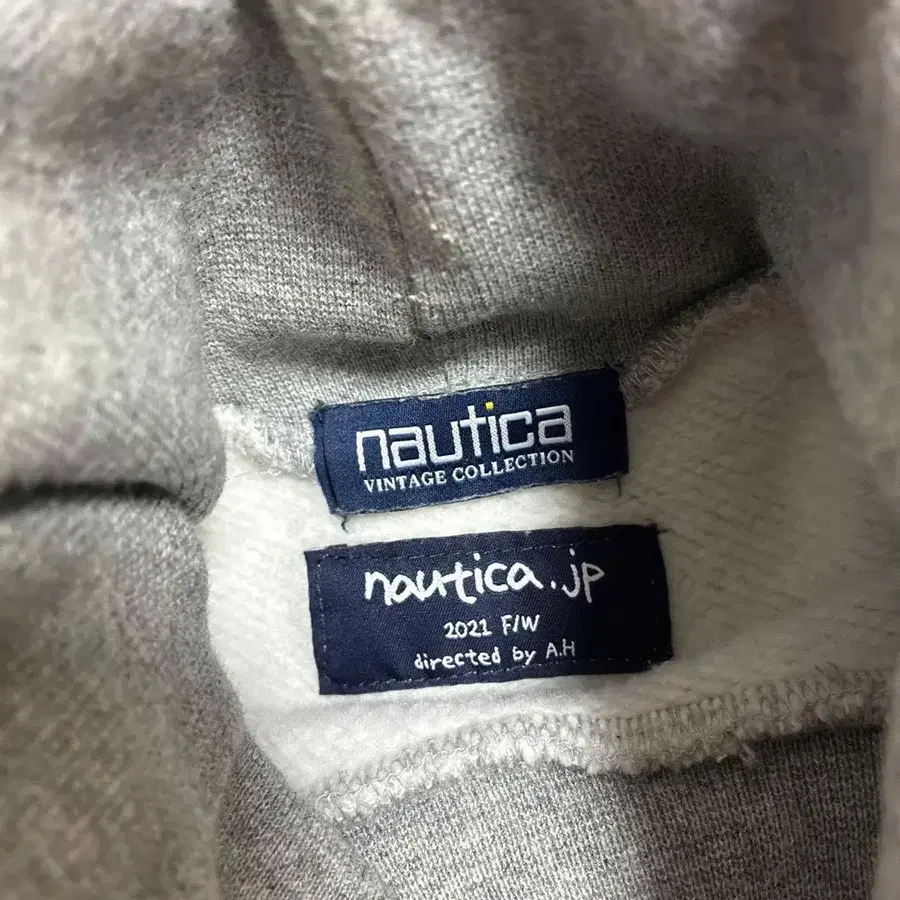 nautica
VINTAGE COLLECTION
nautica.jp
2021 F/W
directed by A.H